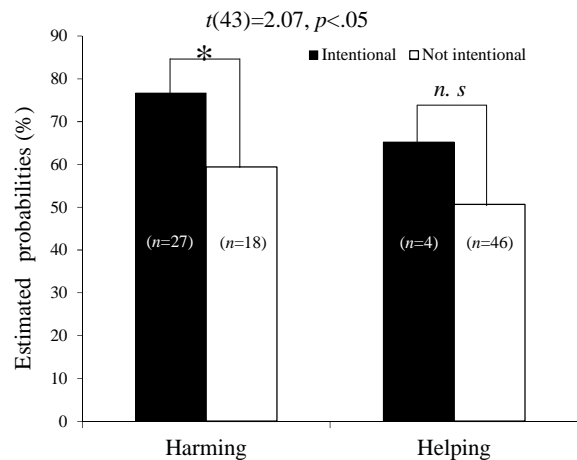 t(43)=2.07, p<.05
Estimated probabilities (%)
90
80
70
60
50
40
30
20
10
0
■ Intentional □ Not intentional
*
n. s
(n=27)
(n=18)
(n=4)
(n=46)
Harming
Helping